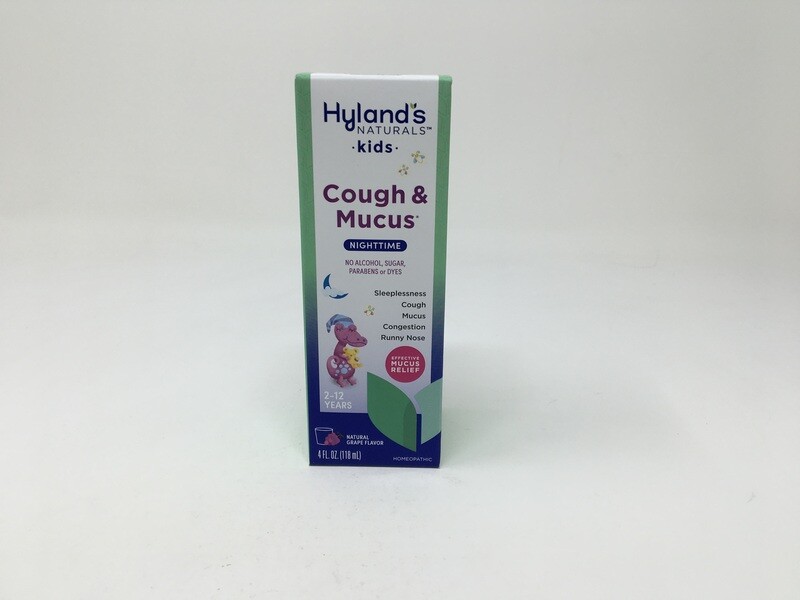 Hyland's
NATURALS™
·kids·
Cough &
Mucus*
NIGHTTIME
NO ALCOHOL, SUGAR,
PARABENS or DYES
Sleeplessness
Cough
Mucus
Congestion
Runny Nose
EFFECTIVE
MUCUS
RELIEF
2-12
YEARS
NATURAL
GRAPE FLAVOR
4 FL. OZ. (118 mL)
HOMEOPATHIC